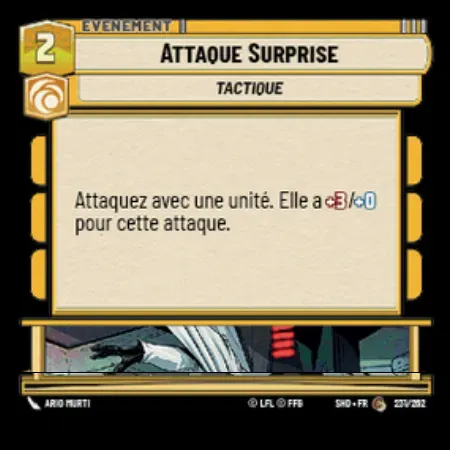 ÉVÉNEMENT
2
ATTAQUE SURPRISE
TACTIQUE
Attaquez avec une unité. Elle a +3/+0
pour cette attaque.
ARIO MURTI
© LFL © FFG
SHD • FR
231/262